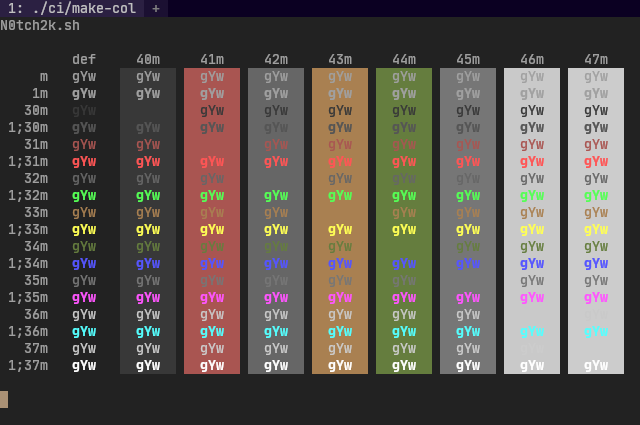 1: ./ci/make-col +
N0tch2k.sh
def 40m 41m 42m 43m 44m 45m 46m 47m
m gYw gYw gYw gYw gYw gYw gYw gYw gYw
1m gYw gYw gYw gYw gYw gYw gYw gYw gYw
30m gYw gYw gYw gYw gYw gYw gYw gYw
1;30m gYw gYw gYw gYw gYw gYw gYw gYw gYw
31m gYw gYw gYw gYw gYw gYw gYw gYw
1;31m gYw gYw gYw gYw gYw gYw gYw gYw gYw
32m gYw gYw gYw gYw gYw gYw gYw gYw
1;32m gYw gYw gYw gYw gYw gYw gYw gYw gYw
33m gYw gYw gYw gYw gYw gYw gYw gYw
1;33m gYw gYw gYw gYw gYw gYw gYw gYw gYw
34m gYw gYw gYw gYw gYw gYw gYw gYw
1;34m gYw gYw gYw gYw gYw gYw gYw gYw gYw
35m gYw gYw gYw gYw gYw gYw gYw gYw
1;35m gYw gYw gYw gYw gYw gYw gYw gYw gYw
36m gYw gYw gYw gYw gYw gYw gYw
1;36m gYw gYw gYw gYw gYw gYw gYw gYw gYw
37m gYw gYw gYw gYw gYw gYw gYw
1;37m gYw gYw gYw gYw gYw gYw gYw gYw gYw